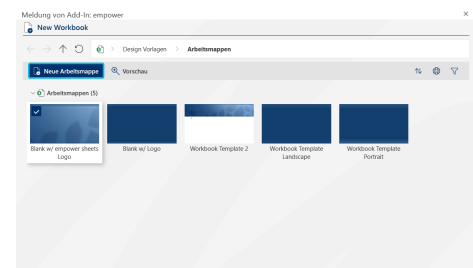 Meldung von Add-In: empower
New Workbook
Design Vorlagen > Arbeitsmappen
Neue Arbeitsmappe
Vorschau
Arbeitsmappen (5)
Blank w/ empower sheets Logo
Blank w/ Logo
Workbook Template 2
Workbook Template Landscape
Workbook Template Portrait